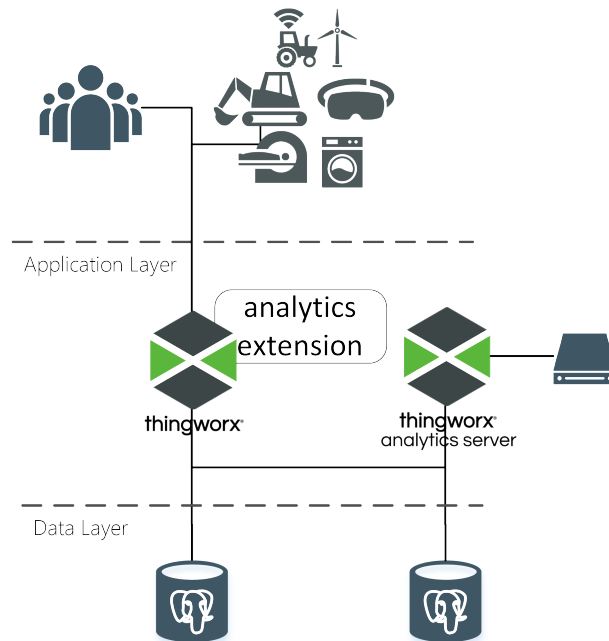 Application Layer
analytics
extension
thingworx®
thingworx®
analytics server
Data Layer